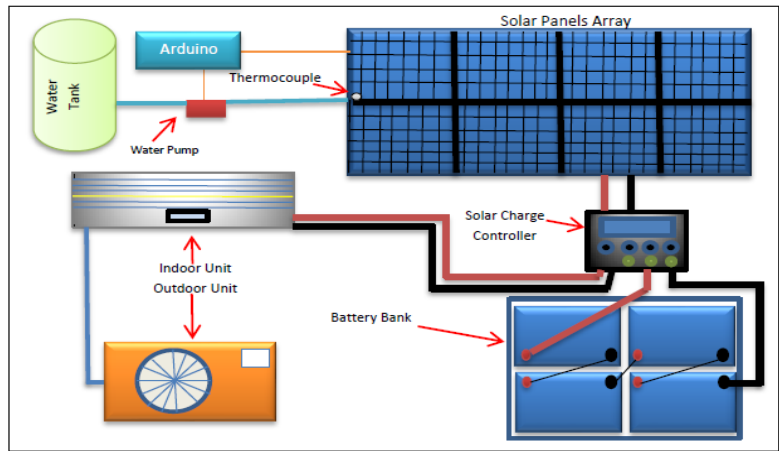 Solar Panels Array
Arduino
Thermocouple
Water
Tank
Water Pump
Solar Charge
Controller
Indoor Unit
Outdoor Unit
Battery Bank